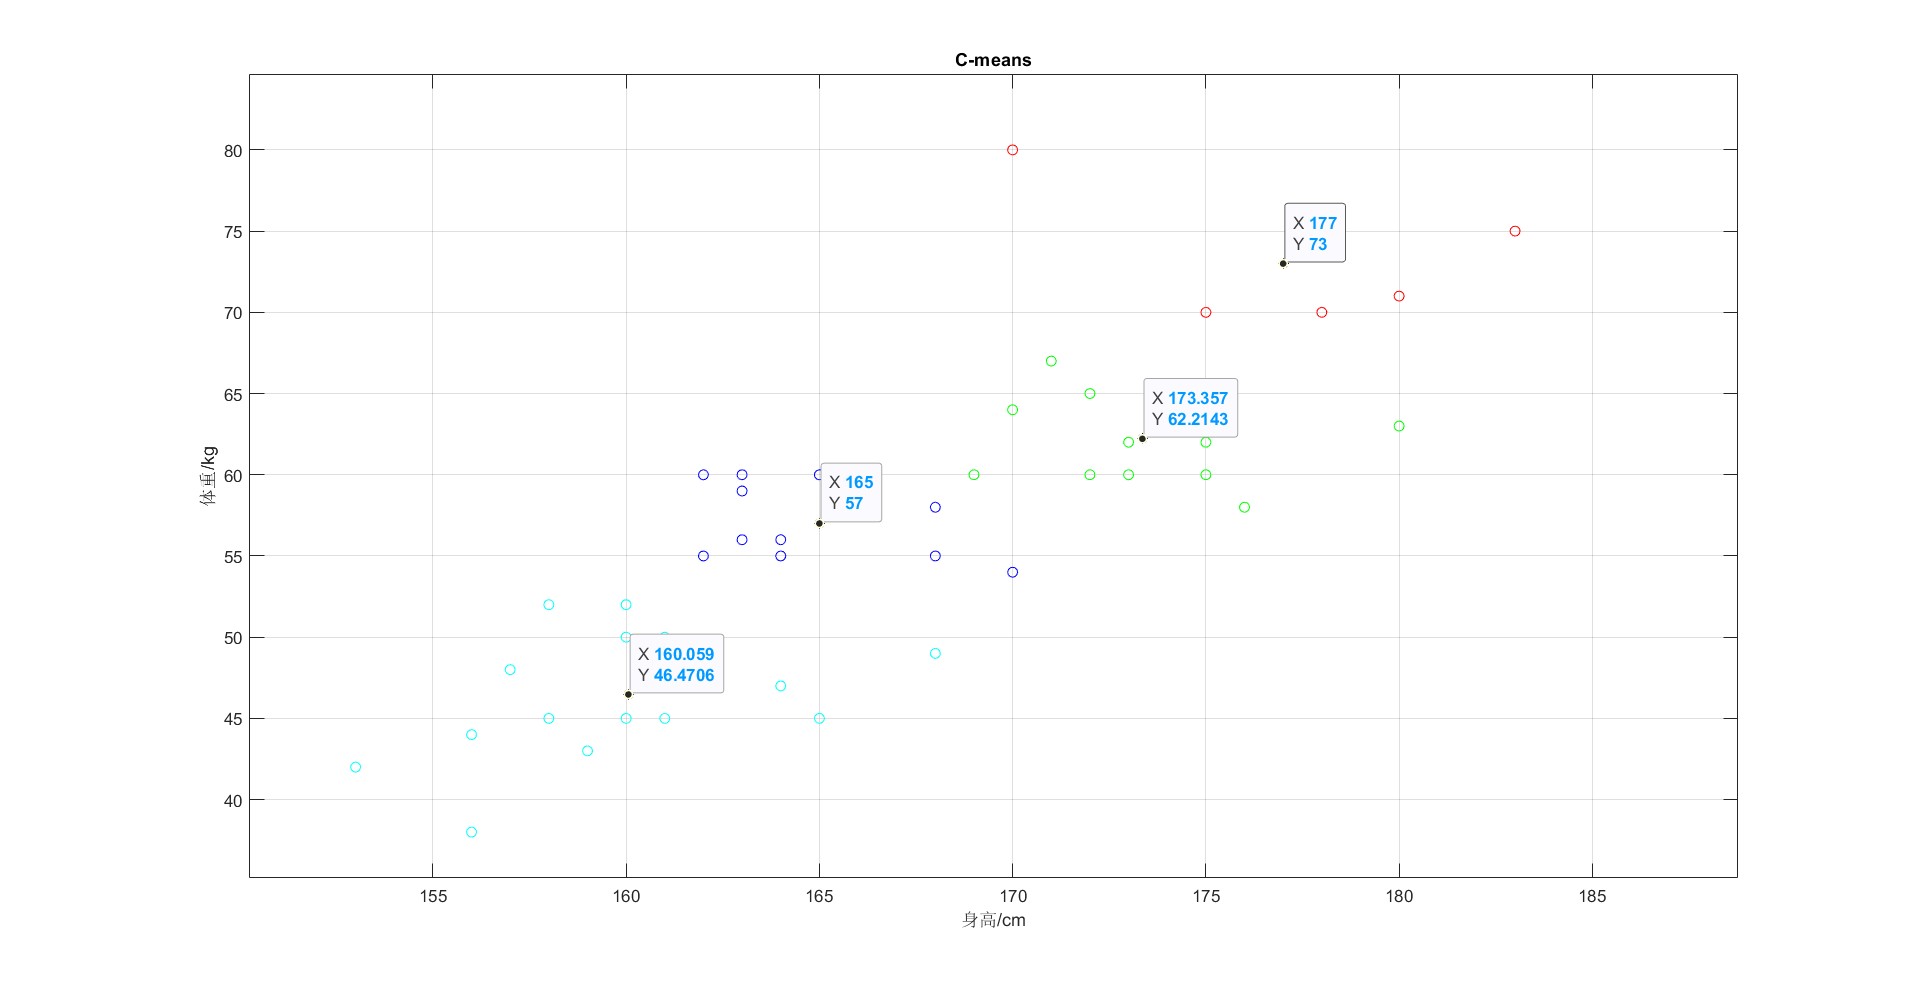 C-means
80
75
70
65
60
55
50
45
40
体重/kg
X 177
Y 73
X 173.357
Y 62.2143
X 165
Y 57
X 160.059
Y 46.4706
155 160 165 170 175 180 185
身高/cm